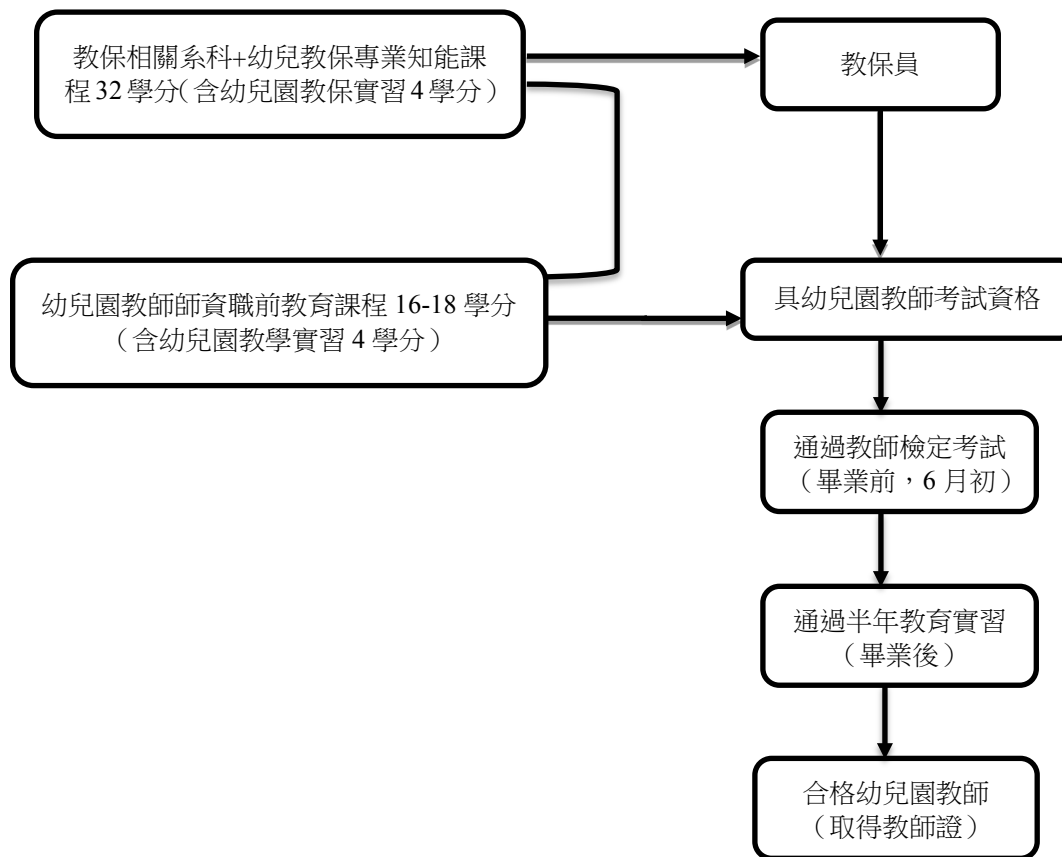 教保相關系科+幼兒教保專業知能課
程 32 學分(含幼兒園教保實習 4 學分）
教保員
幼兒園教師師資職前教育課程 16-18 學分
（含幼兒園教學實習 4 學分）
具幼兒園教師考試資格
通過教師檢定考試
（畢業前，6 月初）
通過半年教育實習
（畢業後）
合格幼兒園教師
（取得教師證）